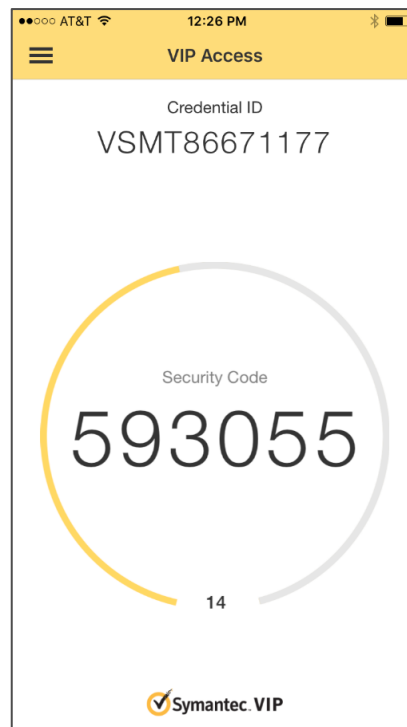 AT&T 12:26 PM
VIP Access
Credential ID
VSMT86671177
Security Code
593055
14
Symantec. VIP